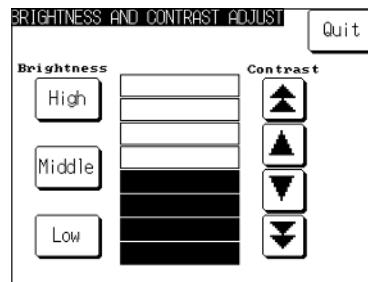 BRIGHTNESS AND CONTRAST ADJUST
Quit
Brightness
Contrast
High
Middle
Low